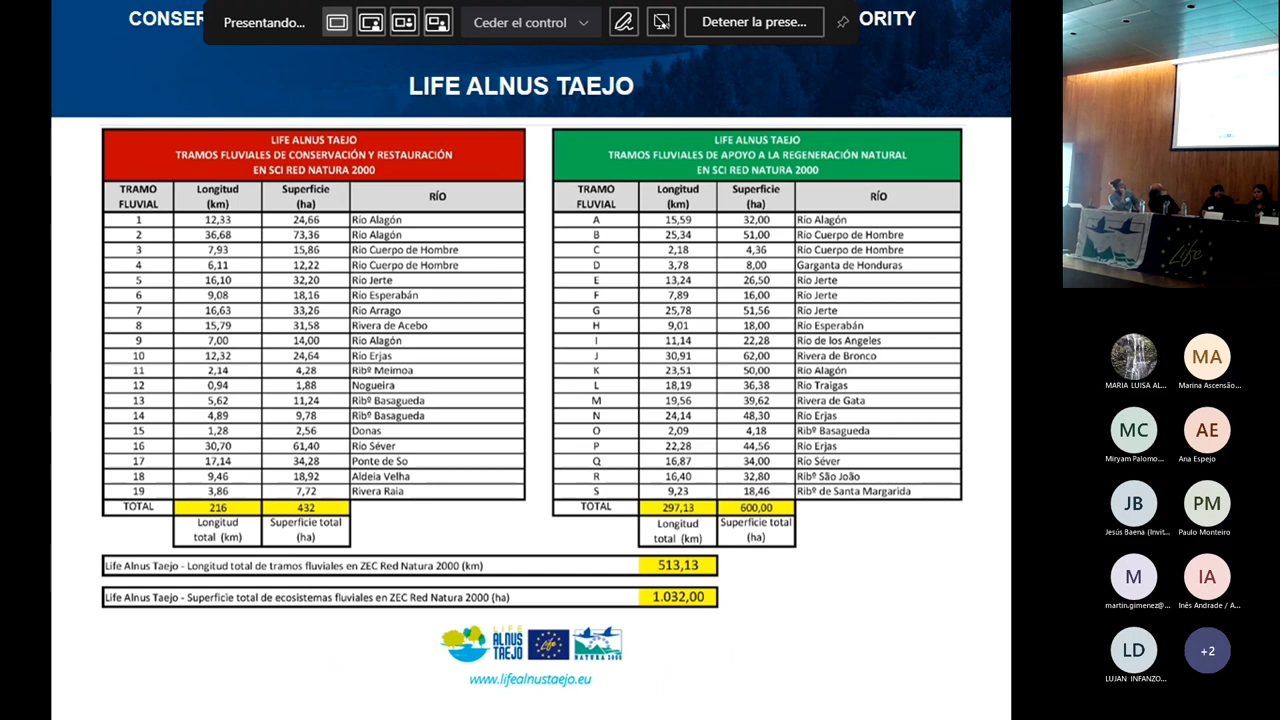 CONSER
Presentando...
Ceder el control
Detener la prese...
ORITY
LIFE ALNUS TAEJO
LIFE ALNUS TAEJO
TRAMOS FLUVIALES DE CONSERVACIÓN Y RESTAURACIÓN
EN SCI RED NATURA 2000
TRAMO FLUVIAL Longitud (km) Superficie (ha) RÍO
1 12,33 24,66 Río Alagón
2 36,68 73,36 Río Alagón
3 7,93 15,86 Río Cuerpo de Hombre
4 6,11 12,22 Río Cuerpo de Hombre
5 16,10 32,20 Río Jerte
6 9,08 18,16 Río Esperabán
7 16,63 33,26 Río Arrago
8 15,79 31,58 Rivera de Acebo
9 7,00 14,00 Río Alagón
10 12,32 24,64 Río Erjas
11 2,14 4,28 Ribº Meimoa
12 0,94 1,88 Nogueira
13 5,62 11,24 Ribº Basagueda
14 4,89 9,78 Ribº Basagueda
15 1,28 2,56 Donas
16 30,70 61,40 Río Séver
17 17,14 34,28 Ponte de So
18 9,46 18,92 Aldeia Velha
19 3,86 7,72 Rivera Raia
TOTAL 216 432
Longitud total (km) Superficie total (ha)
LIFE ALNUS TAEJO
TRAMOS FLUVIALES DE APOYO A LA REGENERACIÓN NATURAL
EN SCI RED NATURA 2000
TRAMO FLUVIAL Longitud (km) Superficie (ha) RÍO
A 15,59 32,00 Río Alagón
B 25,34 51,00 Río Cuerpo de Hombre
C 2,18 4,36 Río Cuerpo de Hombre
D 3,78 8,00 Garganta de Honduras
E 13,24 26,50 Río Jerte
F 7,89 16,00 Río Jerte
G 25,78 51,56 Río Jerte
H 9,01 18,00 Río Esperabán
I 11,14 22,28 Río de los Angeles
J 30,91 62,00 Rivera de Bronco
K 23,51 50,00 Río Alagón
L 18,19 36,38 Río Traigas
M 19,56 39,62 Rivera de Gata
N 24,14 48,30 Río Erjas
O 2,09 4,18 Ribº Basagueda
P 22,28 44,56 Río Erjas
Q 16,87 34,00 Río Séver
R 16,40 32,80 Ribº São João
S 9,23 18,46 Ribº de Santa Margarida
TOTAL 297,13 600,00
Longitud total (km) Superficie total (ha)
Life Alnus Taejo - Longitud total de tramos fluviales en ZEC Red Natura 2000 (km) 513,13
Life Alnus Taejo - Superficie total de ecosistemas fluviales en ZEC Red Natura 2000 (ha) 1.032,00
LIFE
ALNUS
TAEJO
Life
NATURA 2000
www.lifealnustaejo.eu
Life
MARIA LUISA AL...
MA
Marina Ascensão...
MC
Miryam Palomo...
AE
Ana Espejo
JB
Jesús Baena (Invit...
PM
Paulo Monteiro
M
martin.gimenez@...
IA
Inês Andrade / A...
LD
LUJAN INFANZO...
+2